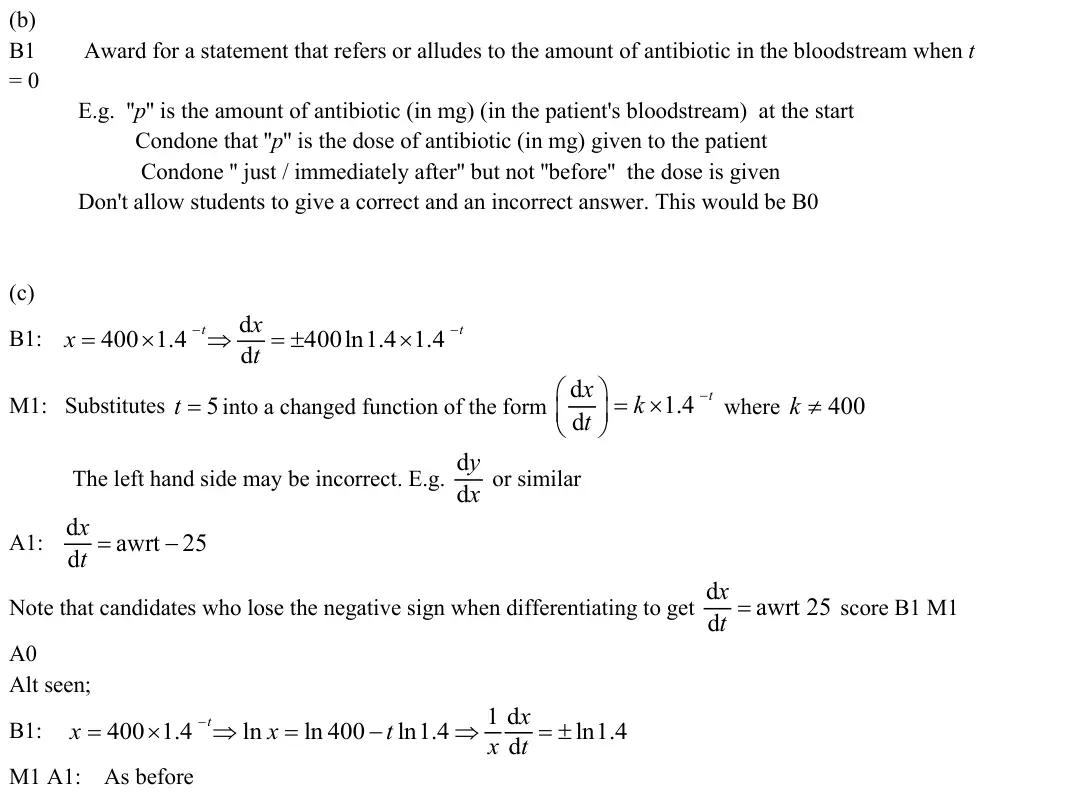 (b)
B1 Award for a statement that refers or alludes to the amount of antibiotic in the bloodstream when t
= 0
E.g. "p" is the amount of antibiotic (in mg) (in the patient's bloodstream) at the start
Condone that "p" is the dose of antibiotic (in mg) given to the patient
Condone " just / immediately after" but not "before" the dose is given
Don't allow students to give a correct and an incorrect answer. This would be B0
(c)
B1: x = 400 × 1.4⁻ᵗ ⇒ dx/dt = ±400 ln 1.4 × 1.4⁻ᵗ
M1: Substitutes t = 5 into a changed function of the form (dx/dt) = k × 1.4⁻ᵗ where k ≠ 400
The left hand side may be incorrect. E.g. dy/dx or similar
A1: dx/dt = awrt − 25
Note that candidates who lose the negative sign when differentiating to get dx/dt = awrt 25 score B1 M1
A0
Alt seen;
B1: x = 400 × 1.4⁻ᵗ ⇒ ln x = ln 400 − t ln 1.4 ⇒ 1/x dx/dt = ± ln 1.4
M1 A1: As before